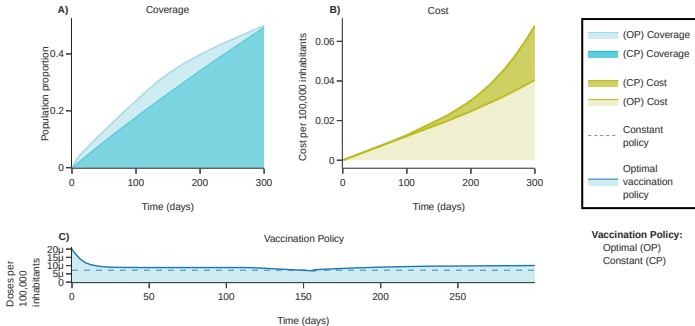 A)
Coverage
Population proportion
0.4
0.2
0
0
100
200
300
Time (days)
B)
Cost
Cost per 100,000 inhabitants
0.06
0.04
0.02
0
0
100
200
300
Time (days)
(OP) Coverage
(CP) Coverage
(CP) Cost
(OP) Cost
Constant
policy
Optimal
vaccination
policy
Vaccination Policy:
Optimal (OP)
Constant (CP)
C)
Vaccination Policy
Doses per
100,000
inhabitants
20μ
15μ
10μ
5μ
0
0
50
100
150
200
250
Time (days)